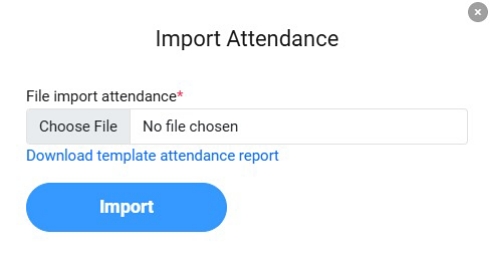 Import Attendance
File import attendance*
Choose File No file chosen
Download template attendance report
Import